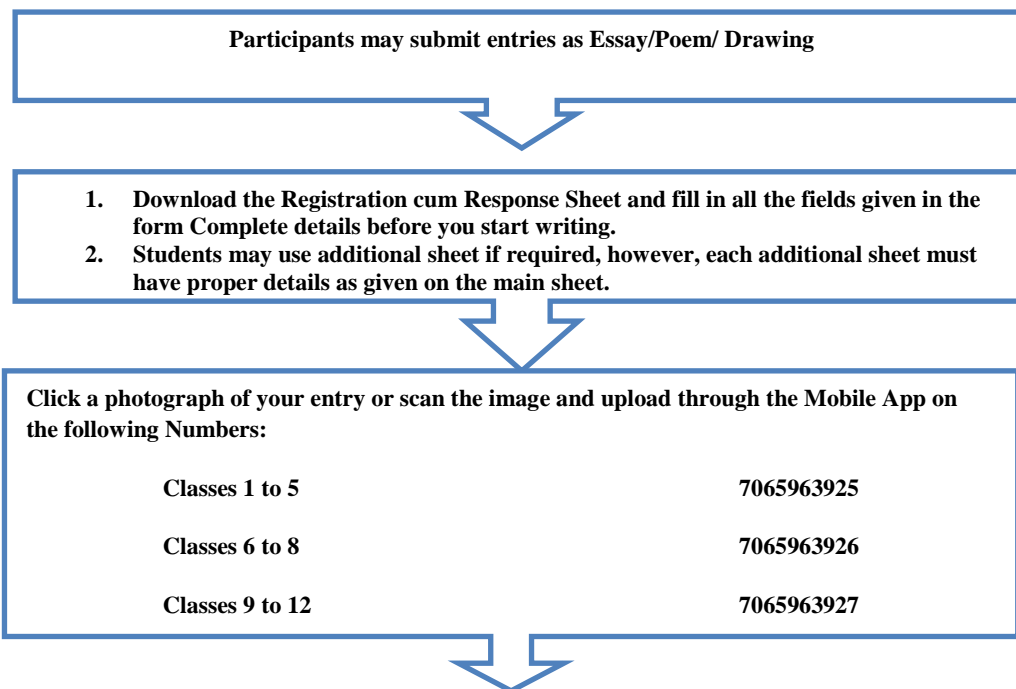 Participants may submit entries as Essay/Poem/ Drawing
1. Download the Registration cum Response Sheet and fill in all the fields given in the
form Complete details before you start writing.
2. Students may use additional sheet if required, however, each additional sheet must
have proper details as given on the main sheet.
Click a photograph of your entry or scan the image and upload through the Mobile App on
the following Numbers:
Classes 1 to 5 7065963925
Classes 6 to 8 7065963926
Classes 9 to 12 7065963927